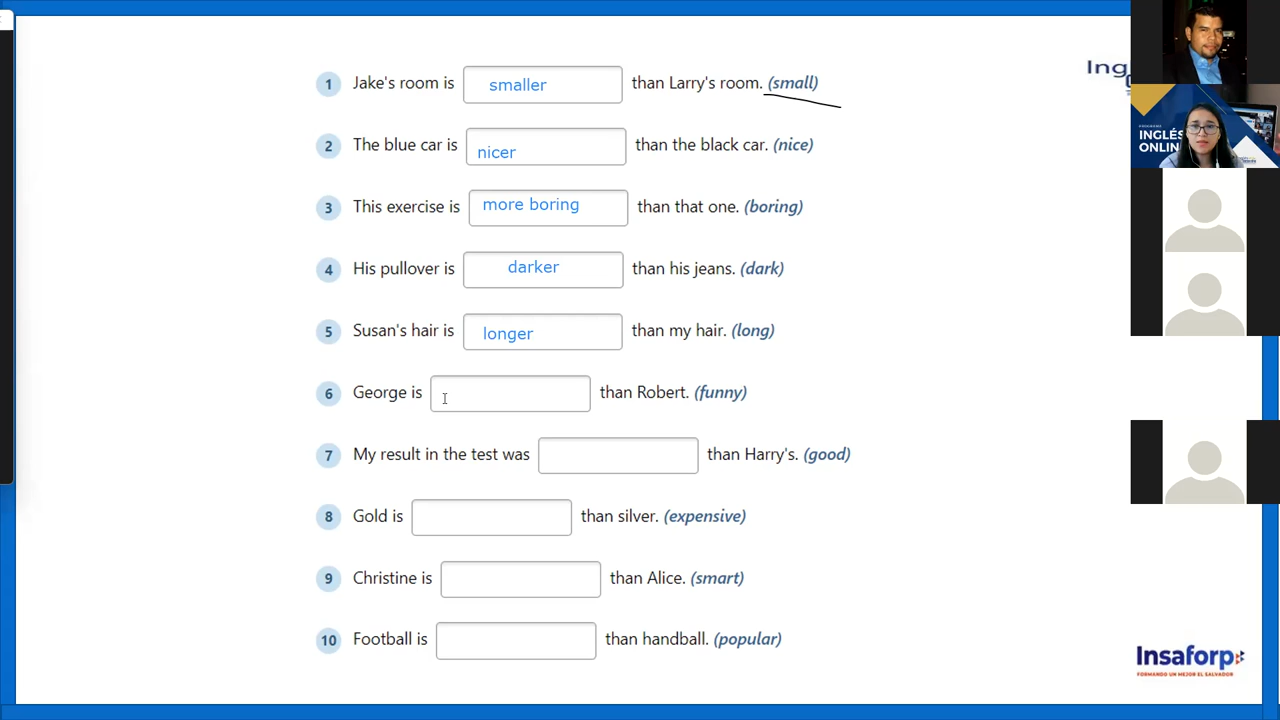 1 Jake's room is smaller than Larry's room. (small)
2 The blue car is nicer than the black car. (nice)
3 This exercise is more boring than that one. (boring)
4 His pullover is darker than his jeans. (dark)
5 Susan's hair is longer than my hair. (long)
6 George is than Robert. (funny)
7 My result in the test was than Harry's. (good)
8 Gold is than silver. (expensive)
9 Christine is than Alice. (smart)
10 Football is than handball. (popular)
Ing
INGLÉS
ONLINE
Insaforp
FORMANDO UN MEJOR EL SALVADOR